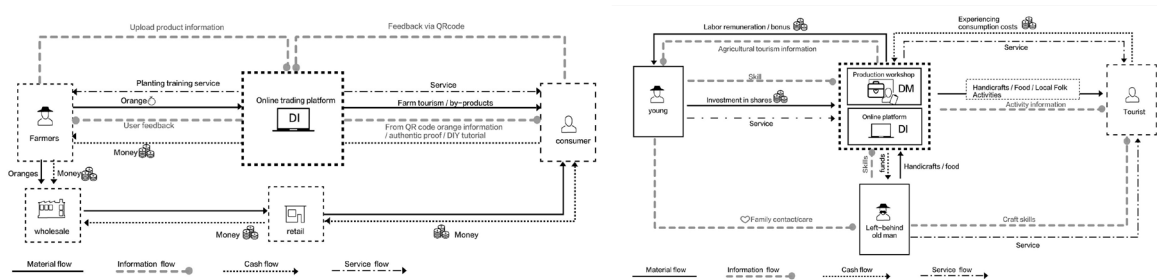 Upload product information
Feedback via QRcode
Planting training service
Orange
User feedback
Money
Farmers
Online trading platform
DI
Service
Farm tourism / by-products
From QR code orange information
/ authentic proof / DIY tutorial
consumer
Oranges
Money
wholesale
Money
retail
Money
Material flow
Information flow
Cash flow
Service flow
Labor remuneration / bonus
Agricultural tourism information
Skill
Investment in shares
Service
young
Experiencing
consumption costs
Service
Production workshop
DM
Online platform
DI
Handicrafts / Food / Local Folk
Activities
Activity information
Tourist
Skills
funds
Handicrafts / food
Family contact/care
Left-behind
old man
Craft skills
Service
Material flow
Information flow
Cash flow
Service flow